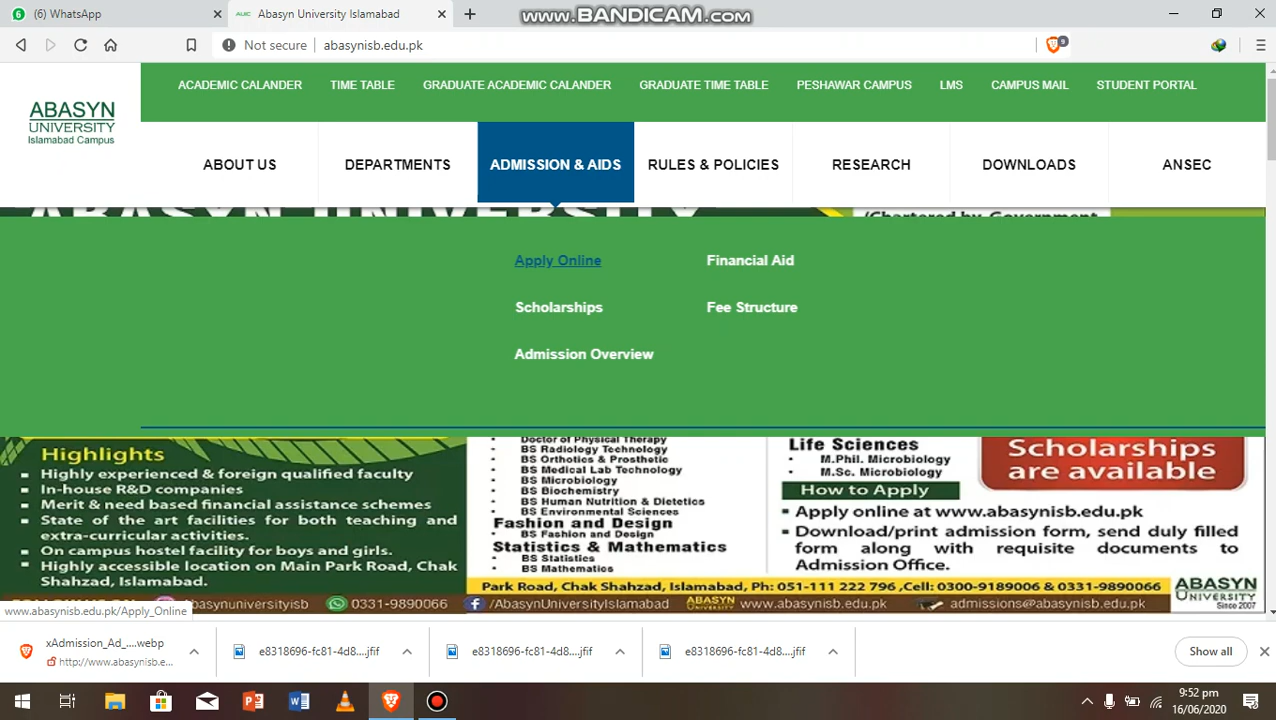 www.BANDICAM.com
(6) WhatsApp
Abasyn University Islamabad
Not secure
abasynisb.edu.pk
9
ACADEMIC CALANDER
TIME TABLE
GRADUATE ACADEMIC CALANDER
GRADUATE TIME TABLE
PESHAWAR CAMPUS
LMS
CAMPUS MAIL
STUDENT PORTAL
ABASYN
UNIVERSITY
Islamabad Campus
ABOUT US
DEPARTMENTS
ADMISSION & AIDS
RULES & POLICIES
RESEARCH
DOWNLOADS
ANSEC
ABASYN UNIVERSITY
(Chartered by Government
Apply Online
Financial Aid
Scholarships
Fee Structure
Admission Overview
Highlights
Highly experienced & foreign qualified faculty
In-house R&D companies
Merit & need based financial assistance schemes
State of the art facilities for both teaching and
extra-curricular activities.
On campus hostel facility for boys and girls.
Highly accessible location on Main Park Road, Chak
Shahzad, Islamabad.
Doctor of Physical Therapy
BS Radiology Technology
BS Orthotics & Prosthetic
BS Medical Lab Technology
BS Microbiology
BS Biochemistry
BS Human Nutrition & Dietetics
BS Environmental Sciences
Fashion and Design
BS Fashion and Design
Statistics & Mathematics
BS Statistics
BS Mathematics
Life Sciences
M.Phil. Microbiology
M.Sc. Microbiology
How to Apply
Apply online at www.abasynisb.edu.pk
Download/print admission form, send duly filled
form along with requisite documents to
Admission Office.
Scholarships
are available
Park Road, Chak Shahzad, Islamabad, Ph: 051-111 222 796 ,Cell: 0300-9189006 & 0331-9890066
ABASYN
UNIVERSITY
Since 2007
abasynuniversityisb
0331-9890066
/AbasynUniversityIslamabad
ABASYN
UNIVERSITY
www.abasynisb.edu.pk
admissions@abasynisb.edu.pk
www.abasynisb.edu.pk/Apply_Online
xAdmission_Ad_....webp
http://www.abasynisb.e...
e8318696-fc81-4d8....jfif
e8318696-fc81-4d8....jfif
e8318696-fc81-4d8....jfif
Show all
9:52 pm
16/06/2020